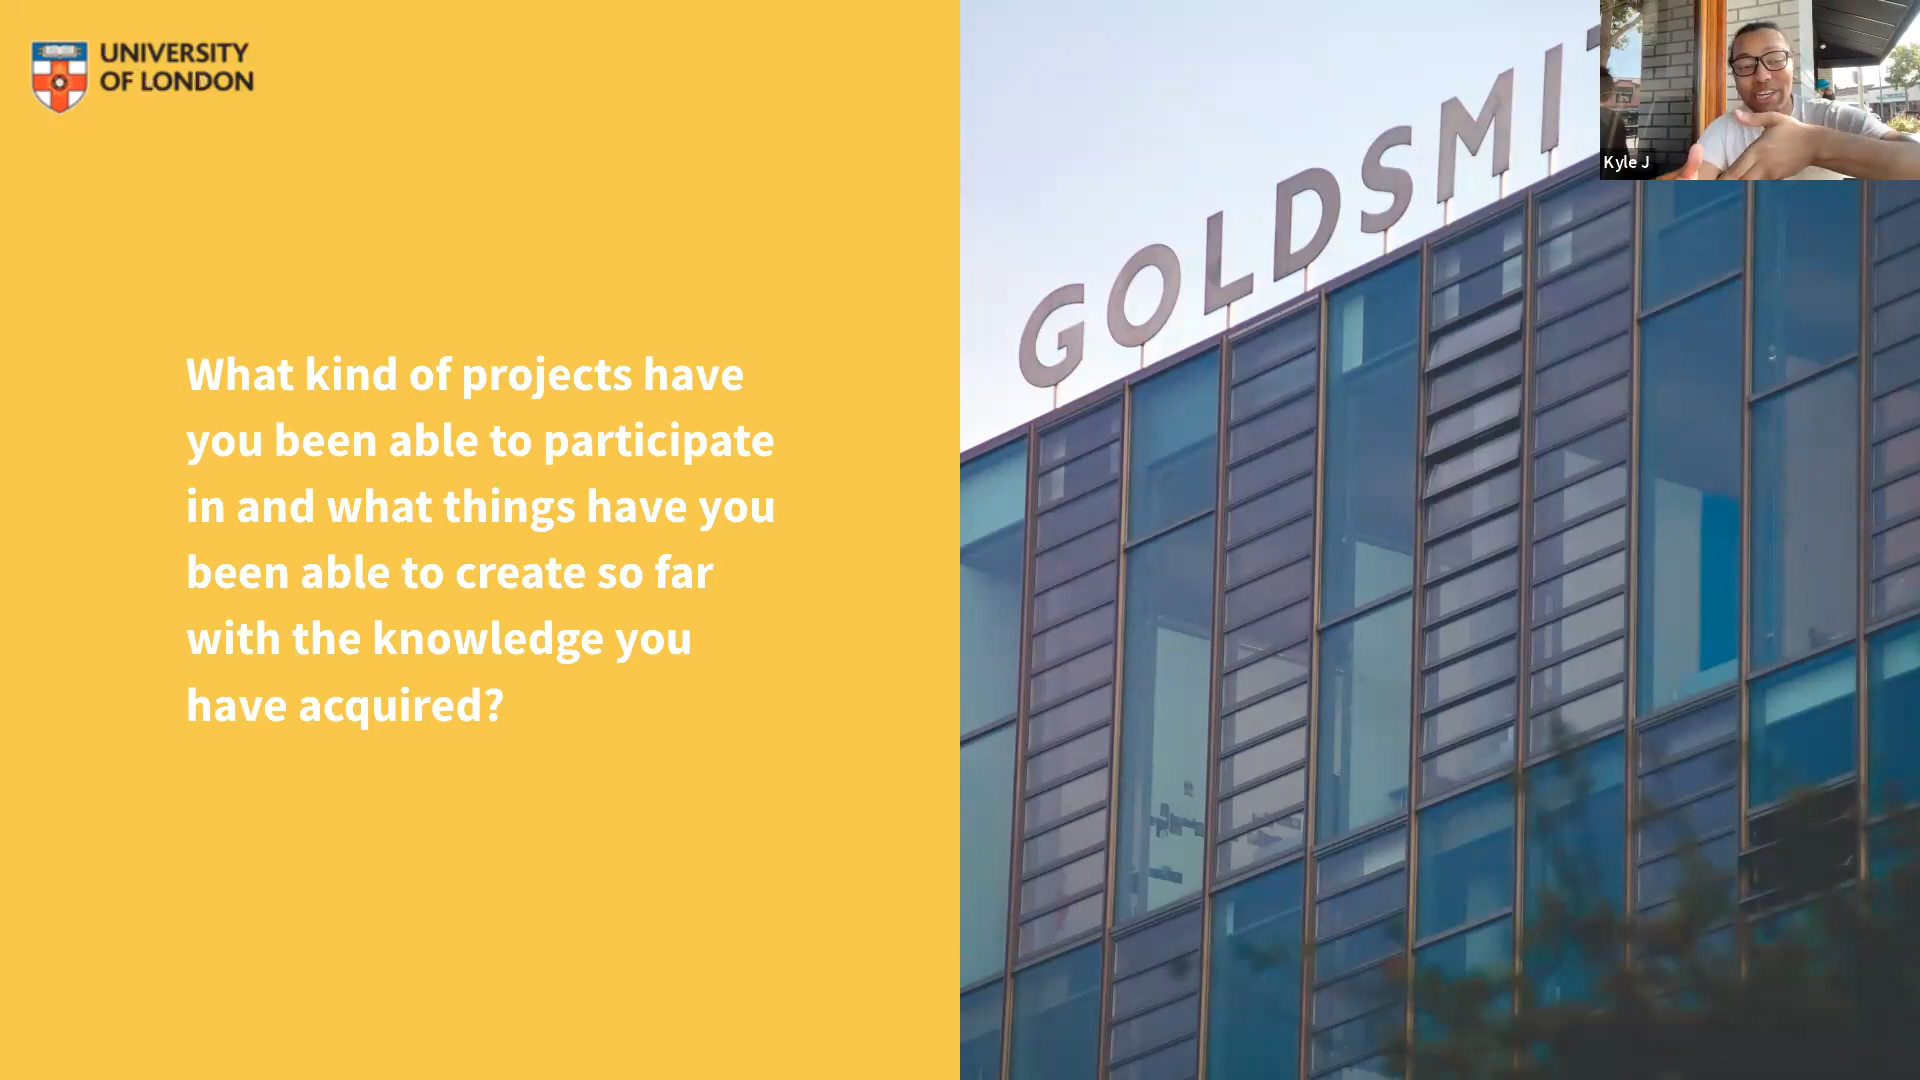 UNIVERSITY
OF LONDON
What kind of projects have
you been able to participate
in and what things have you
been able to create so far
with the knowledge you
have acquired?
GOLDSMI
Kyle J